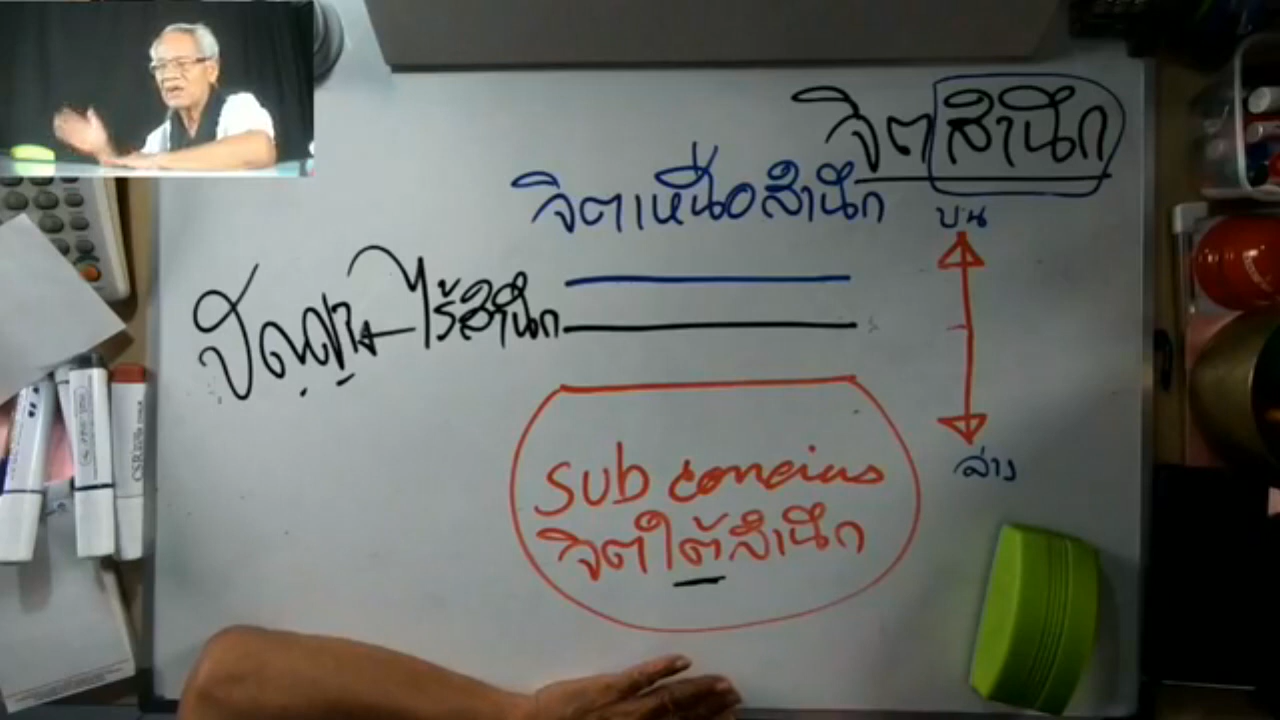 จิตสำนึก
จิตเหนือสำนึก
บน
ไร้สำนึก
ล่าง
sub concius
จิตใต้สำนึก